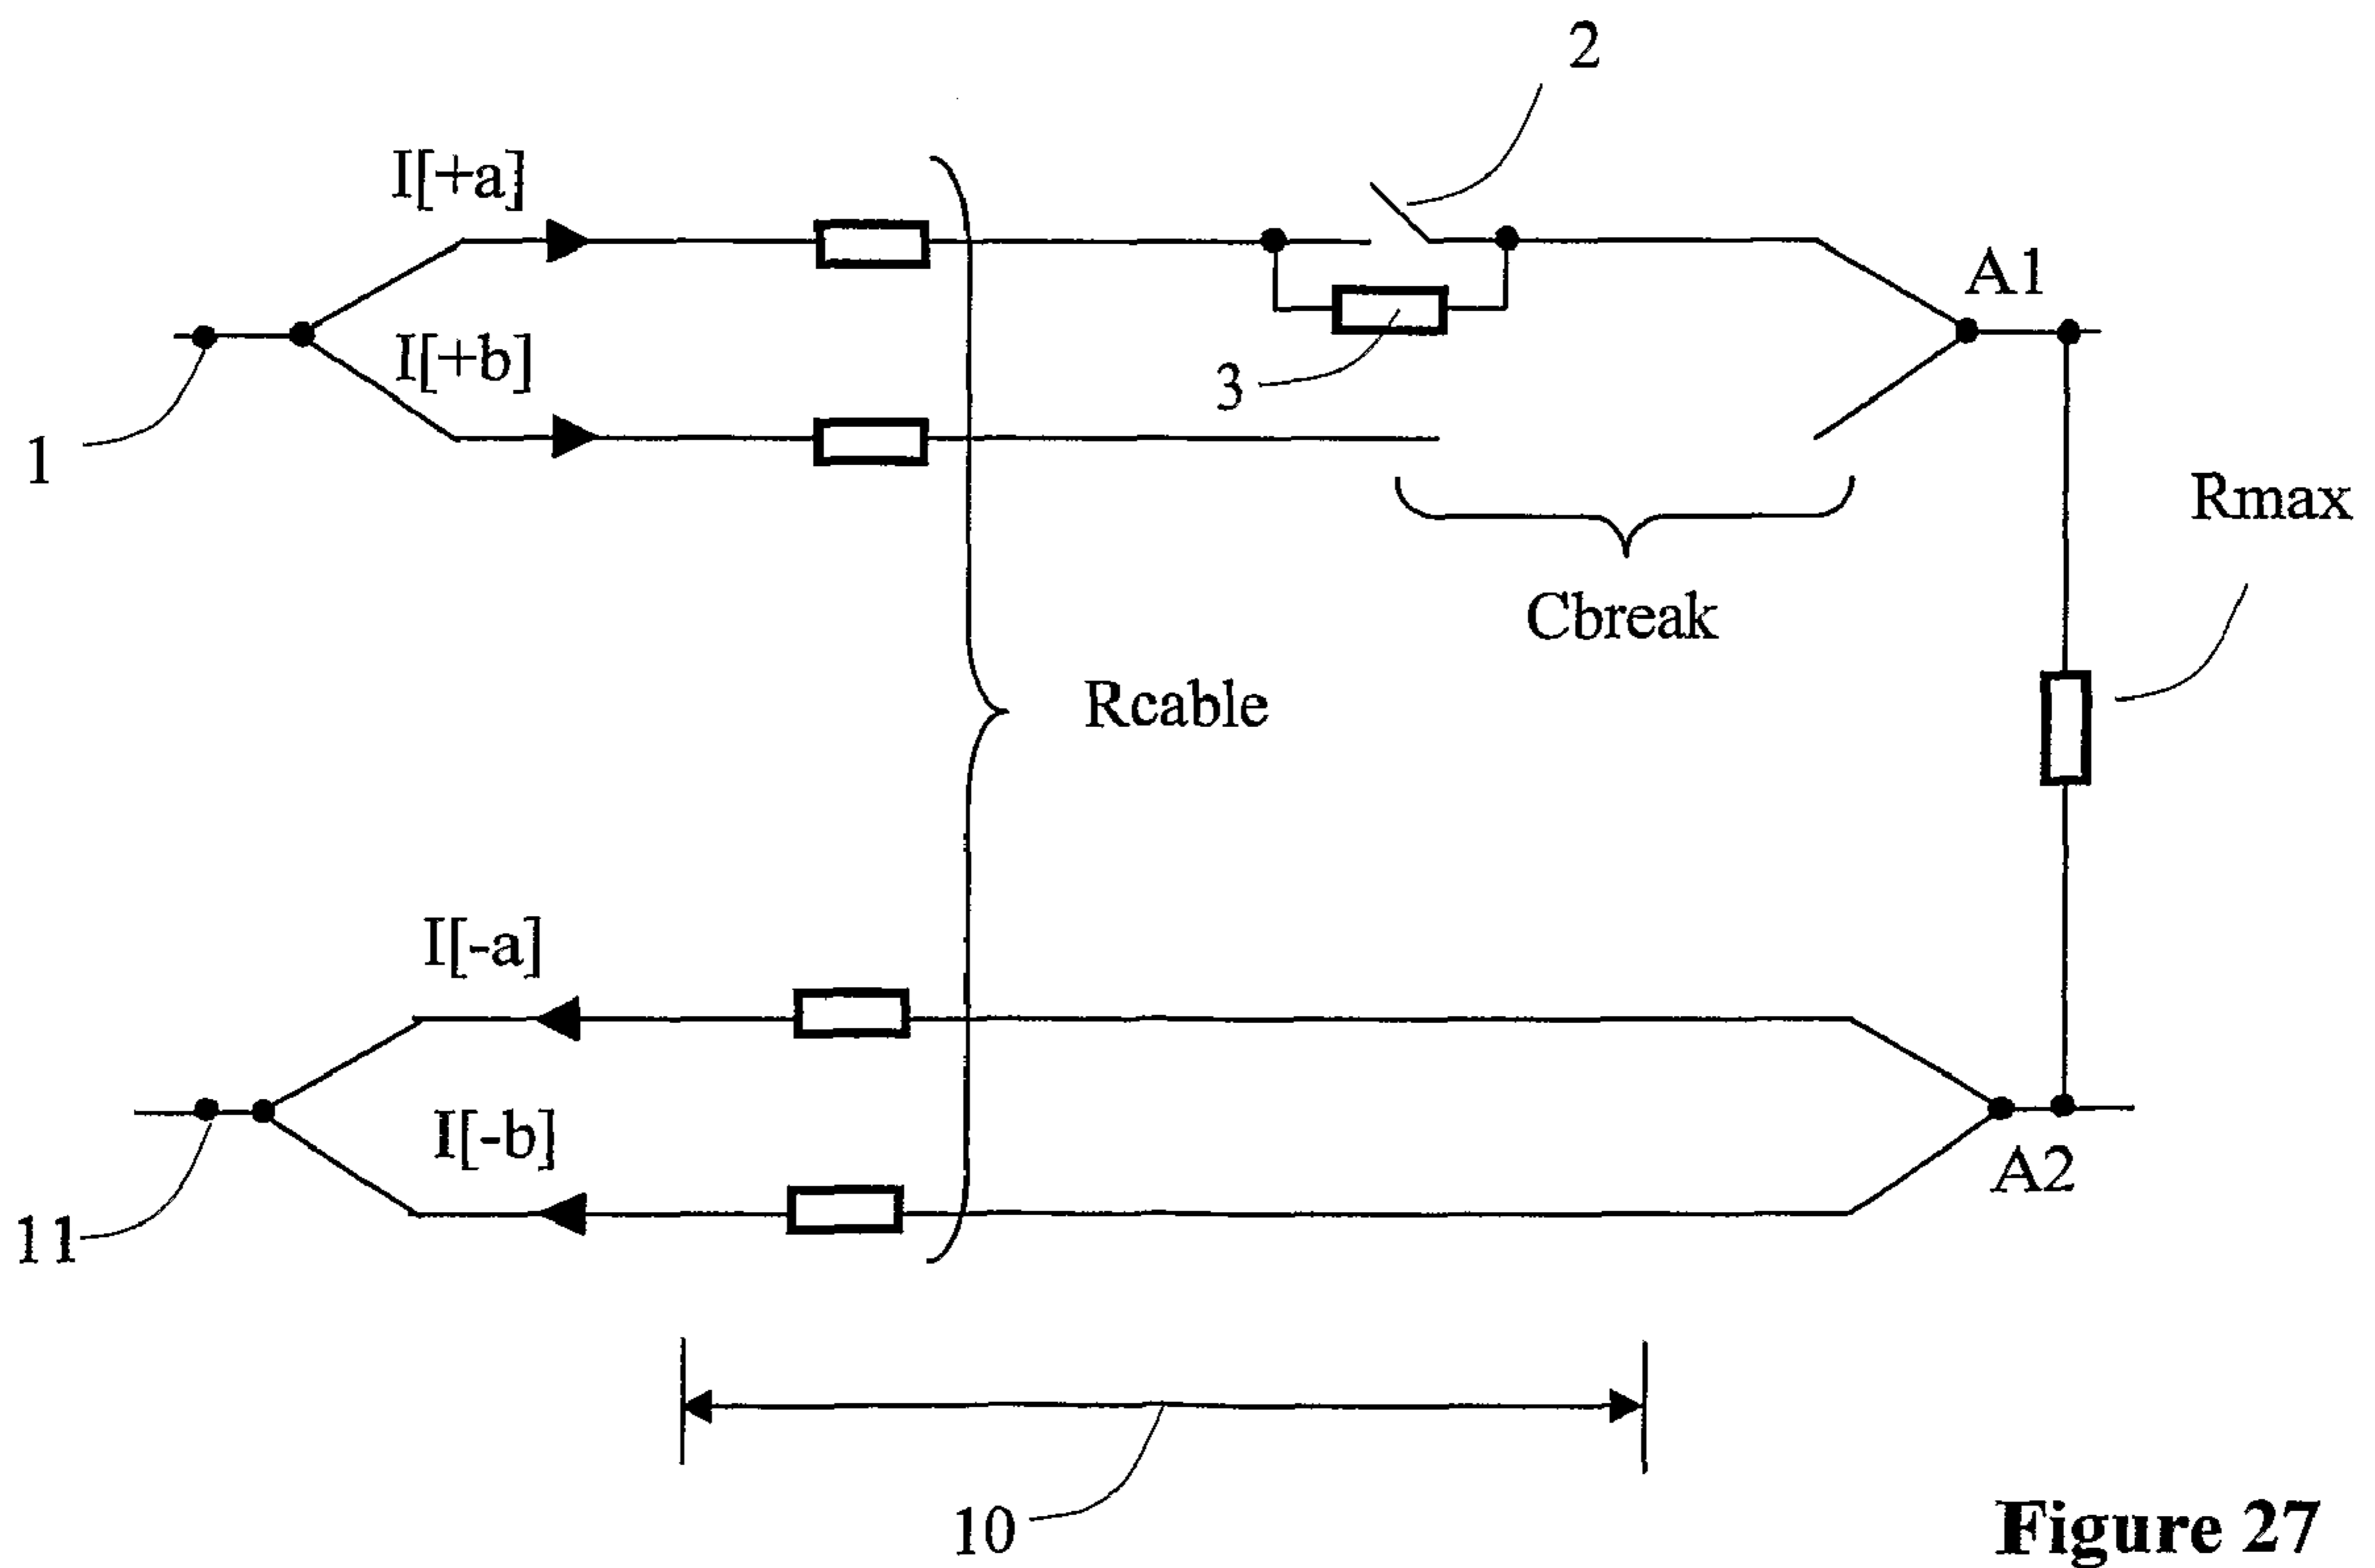 2
I[+a]
A1
I[+b]
3
1
Rmax
Cbreak
Rcable
I[-a]
I[-b]
A2
11
10
Figure 27